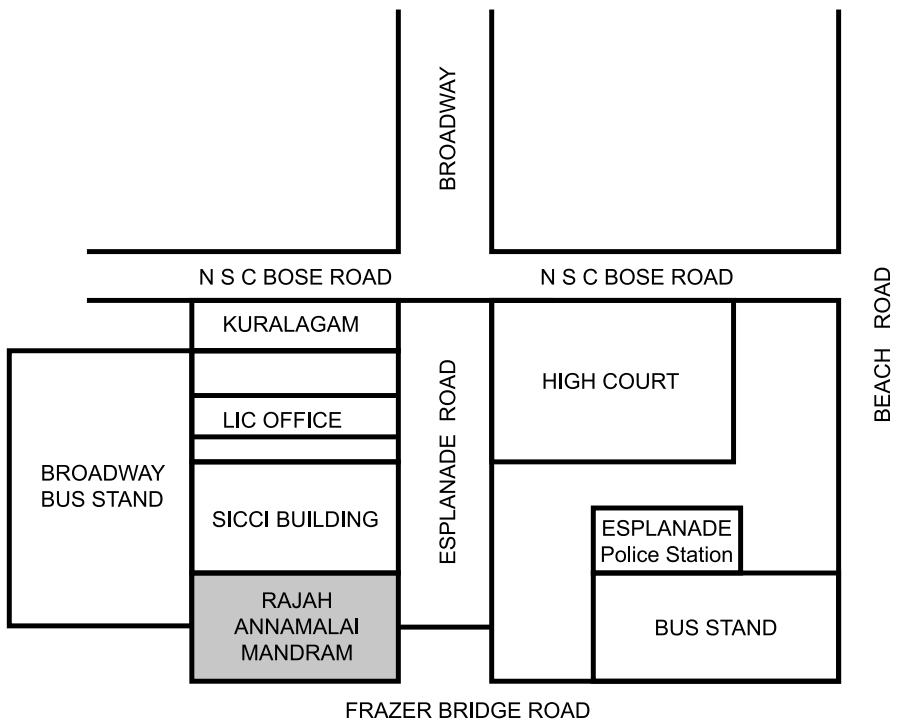 BROADWAY
N S C BOSE ROAD
N S C BOSE ROAD
BEACH ROAD
KURALAGAM
ESPLANADE ROAD
HIGH COURT
LIC OFFICE
BROADWAY
BUS STAND
SICCI BUILDING
ESPLANADE
Police Station
RAJAH
ANNAMALAI
MANDRAM
BUS STAND
FRAZER BRIDGE ROAD